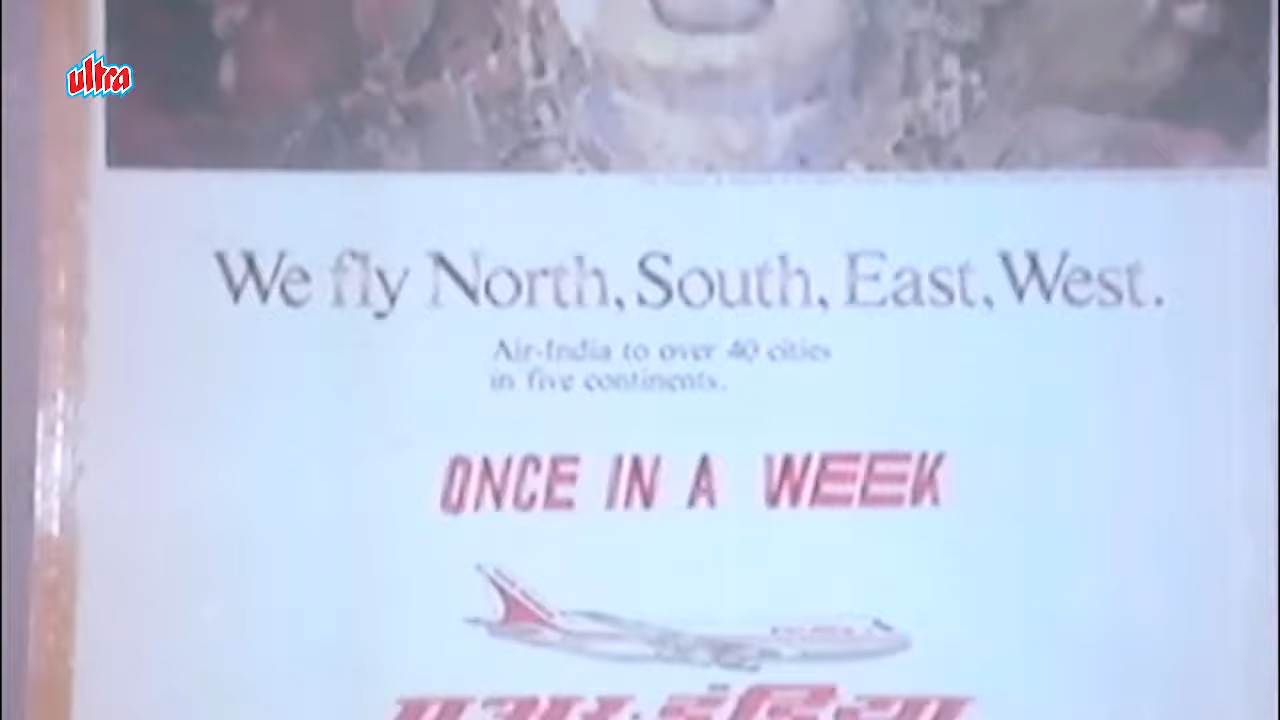 ultra
We fly North, South, East, West.
Air-India to over 40 cities
in five continents.
ONCE IN A WEEK